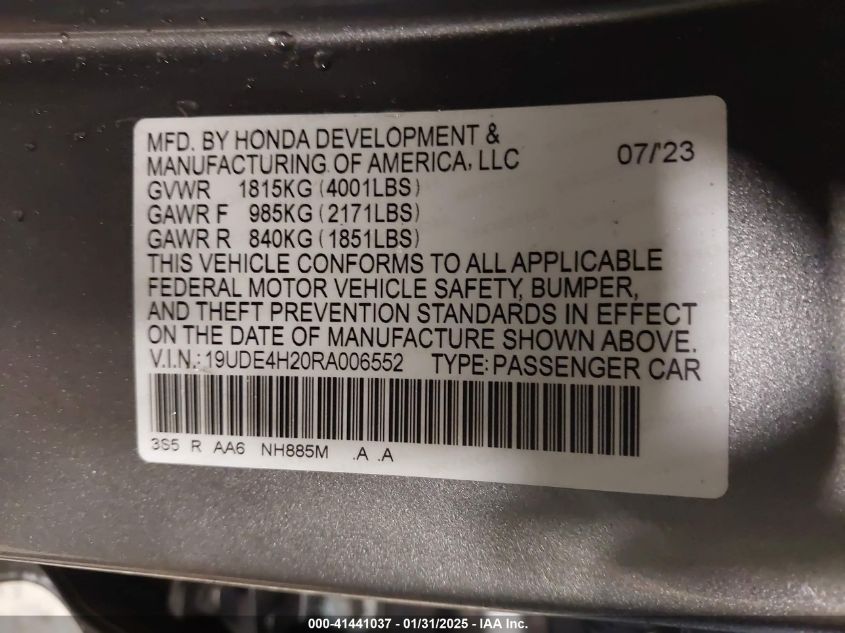 MFD. BY HONDA DEVELOPMENT &
MANUFACTURING OF AMERICA, LLC 07/'23
GVWR 1815KG (4001LBS)
GAWR F 985KG (2171LBS)
GAWR R 840KG (1851LBS)
THIS VEHICLE CONFORMS TO ALL APPLICABLE
FEDERAL MOTOR VEHICLE SAFETY, BUMPER,
AND THEFT PREVENTION STANDARDS IN EFFECT
ON THE DATE OF MANUFACTURE SHOWN ABOVE.
V.I.N.: 19UDE4H20RA006552 TYPE: PASSENGER CAR
3S5 R AA6 NH885M .A .A
000-41441037 - 01/31/2025 - IAA Inc.